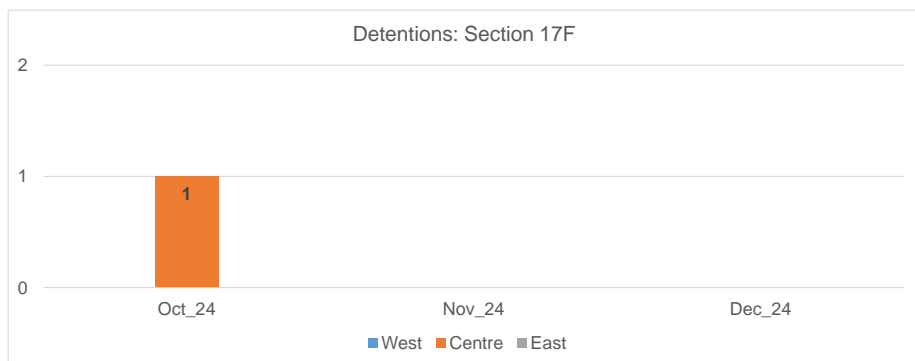 Detentions: Section 17F
2
1
1
0
Oct_24 Nov_24 Dec_24
West Centre East